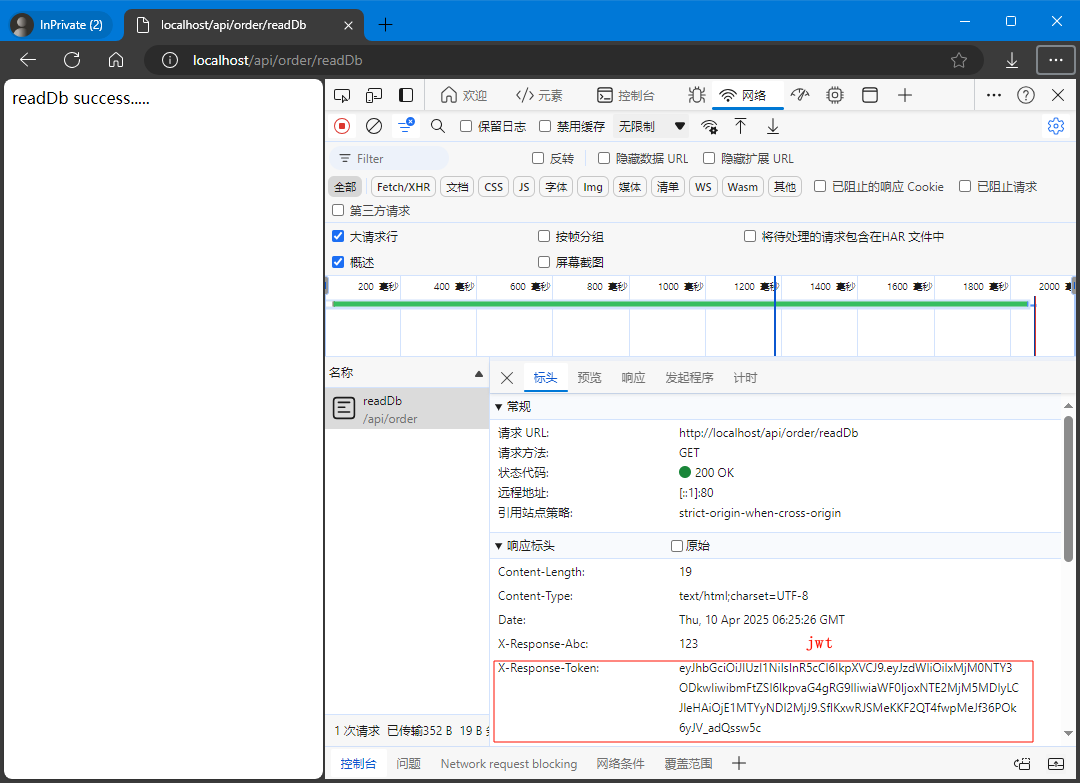 InPrivate (2)
localhost/api/order/readDb
localhost/api/order/readDb
readDb success.....
欢迎
元素
控制台
网络
保留日志
禁用缓存
无限制
Filter
反转
隐藏数据 URL
隐藏扩展 URL
全部
Fetch/XHR
文档
CSS
JS
字体
Img
媒体
清单
WS
Wasm
其他
已阻止的响应 Cookie
已阻止请求
第三方请求
大请求行
按帧分组
将待处理的请求包含在HAR 文件中
概述
屏幕截图
200 毫秒
400 毫秒
600 毫秒
800 毫秒
1000 毫秒
1200 毫秒
1400 毫秒
1600 毫秒
1800 毫秒
2000
名称
标头
预览
响应
发起程序
计时
readDb
/api/order
常规
请求 URL:
http://localhost/api/order/readDb
请求方法:
GET
状态代码:
200 OK
远程地址:
[::1]:80
引用站点策略:
strict-origin-when-cross-origin
响应标头
原始
Content-Length:
19
Content-Type:
text/html;charset=UTF-8
Date:
Thu, 10 Apr 2025 06:25:26 GMT
X-Response-Abc:
123
jwt
X-Response-Token:
eyJhbGciOiJIUzI1NiIsInR5cCI6IkpXVCJ9.eyJzdWIiOiIxMjM0NTY3
ODkwIiwibmFtZSI6IkpvaG4gRG9lIiwiaWF0IjoxNTE2MjM5MDIyLC
JleHAiOjE1MTYyNDI2MjJ9.SflKxwRJSMeKKF2QT4fwpMeJf36POk
6yJV_adQssw5c
1 次请求
已传输352 B
19 B
控制台
问题
Network request blocking
网络条件
覆盖范围